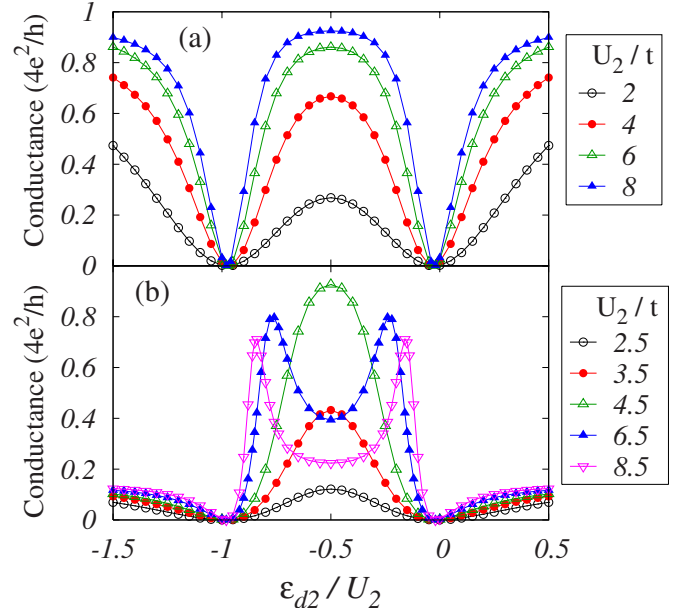 (a)
Conductance (4e²/h)
1
0.8
0.6
0.4
0.2
0
U₂ / t
2
4
6
8
(b)
Conductance (4e²/h)
0.8
0.6
0.4
0.2
0
-1.5 -1 -0.5 0 0.5
ε_d2 / U₂
U₂ / t
2.5
3.5
4.5
6.5
8.5